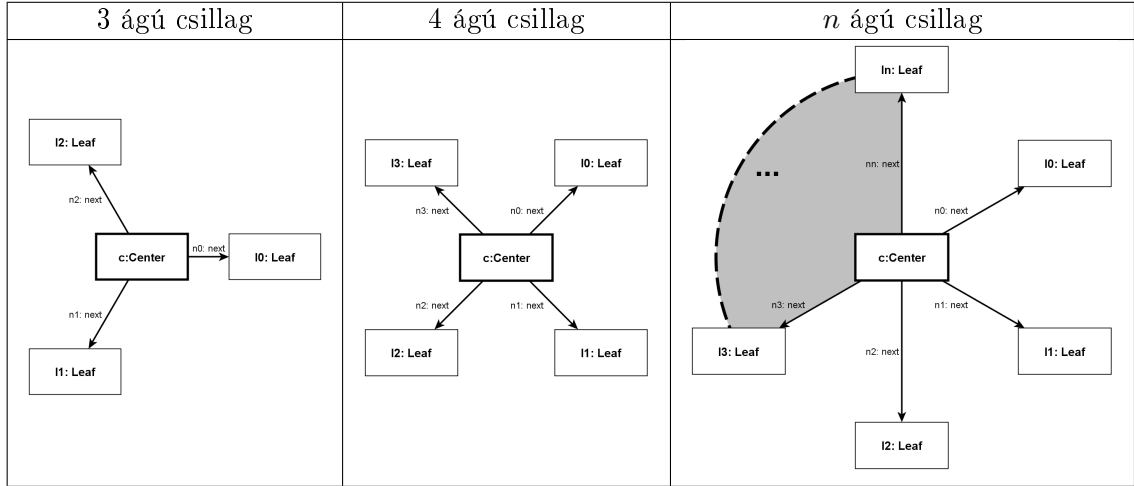 3 ágú csillag
4 ágú csillag
n ágú csillag
l2: Leaf
n2: next
c:Center
n0: next
l0: Leaf
n1: next
l1: Leaf
l3: Leaf
l0: Leaf
n3: next
n0: next
c:Center
n2: next
n1: next
l2: Leaf
l1: Leaf
ln: Leaf
...
nn: next
l0: Leaf
n0: next
c:Center
n3: next
n1: next
l3: Leaf
n2: next
l1: Leaf
l2: Leaf